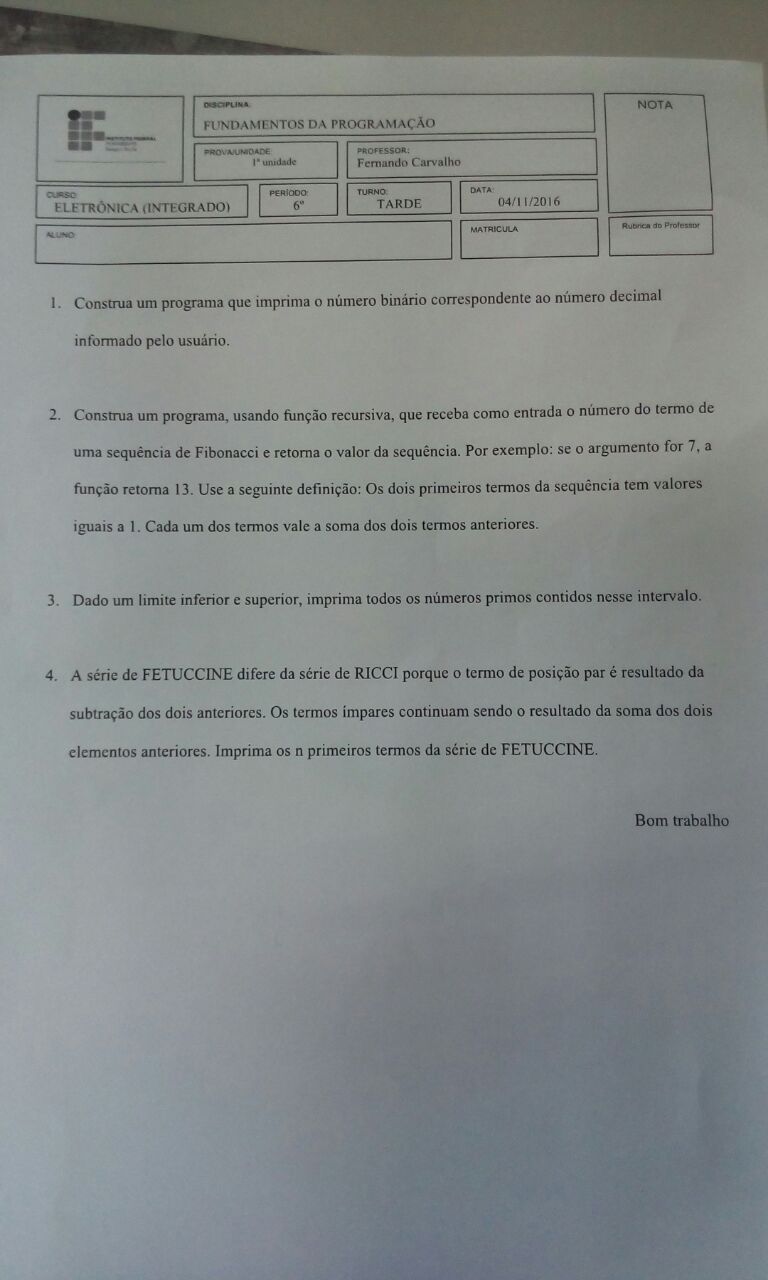 INSTITUTO FEDERAL
DISCIPLINA:
FUNDAMENTOS DA PROGRAMAÇÃO
NOTA
PROVA/UNIDADE:
1ª unidade
PROFESSOR:
Fernando Carvalho
CURSO:
ELETRÔNICA (INTEGRADO)
PERÍODO:
6º
TURNO:
TARDE
DATA:
04/11/2016
ALUNO:
MATRICULA
Rubrica do Professor
1. Construa um programa que imprima o número binário correspondente ao número decimal
informado pelo usuário.
2. Construa um programa, usando função recursiva, que receba como entrada o número do termo de
uma sequência de Fibonacci e retorna o valor da sequência. Por exemplo: se o argumento for 7, a
função retorna 13. Use a seguinte definição: Os dois primeiros termos da sequência tem valores
iguais a 1. Cada um dos termos vale a soma dos dois termos anteriores.
3. Dado um limite inferior e superior, imprima todos os números primos contidos nesse intervalo.
4. A série de FETUCCINE difere da série de RICCI porque o termo de posição par é resultado da
subtração dos dois anteriores. Os termos ímpares continuam sendo o resultado da soma dos dois
elementos anteriores. Imprima os n primeiros termos da série de FETUCCINE.
Bom trabalho